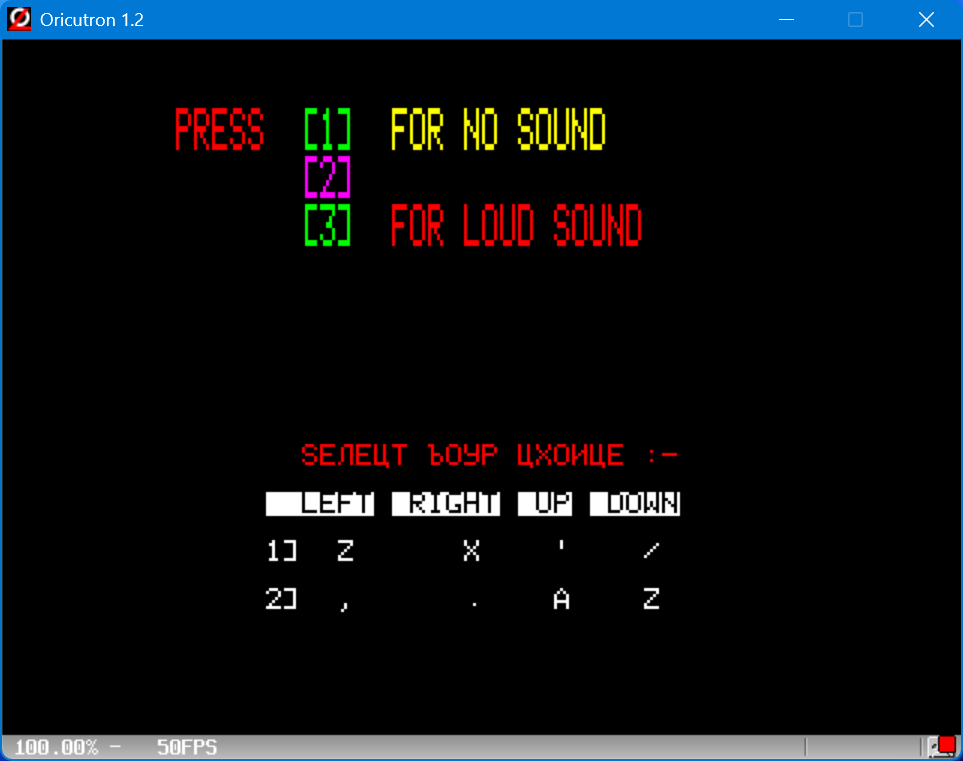 Oricutron 1.2
PRESS [1] FOR NO SOUND
[2]
[3] FOR LOUD SOUND
SЕЛЕЦТ ЪОУР ЦХОИЦЕ :-
LEFT RIGHT UP DOWN
1] Z X ' /
2] , . A Z
100.00% - 50FPS